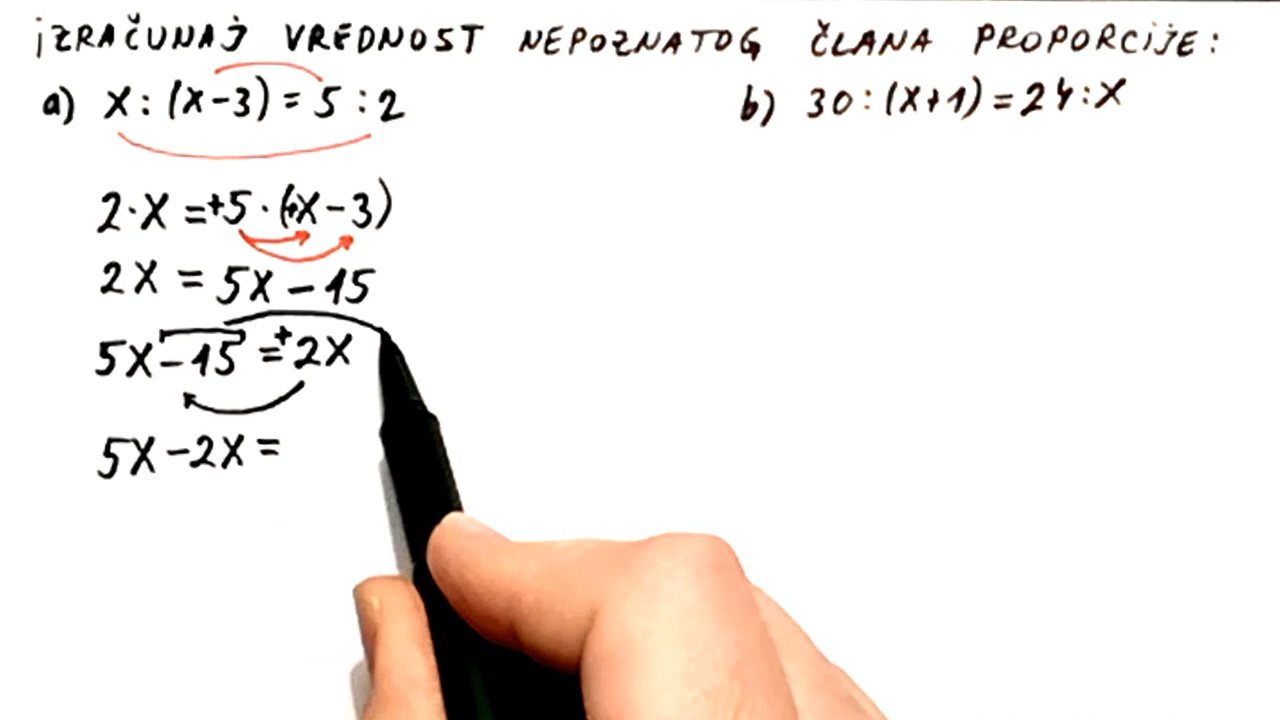 IZRAČUNAJ VREDNOST NEPOZNATOG ČLANA PROPORCIJE:
a) X : (X-3) = 5 : 2
b) 30 : (X+1) = 24 : X
2·X = +5·(+X-3)
2X = 5X - 15
5X - 15 = +2X
5X - 2X =